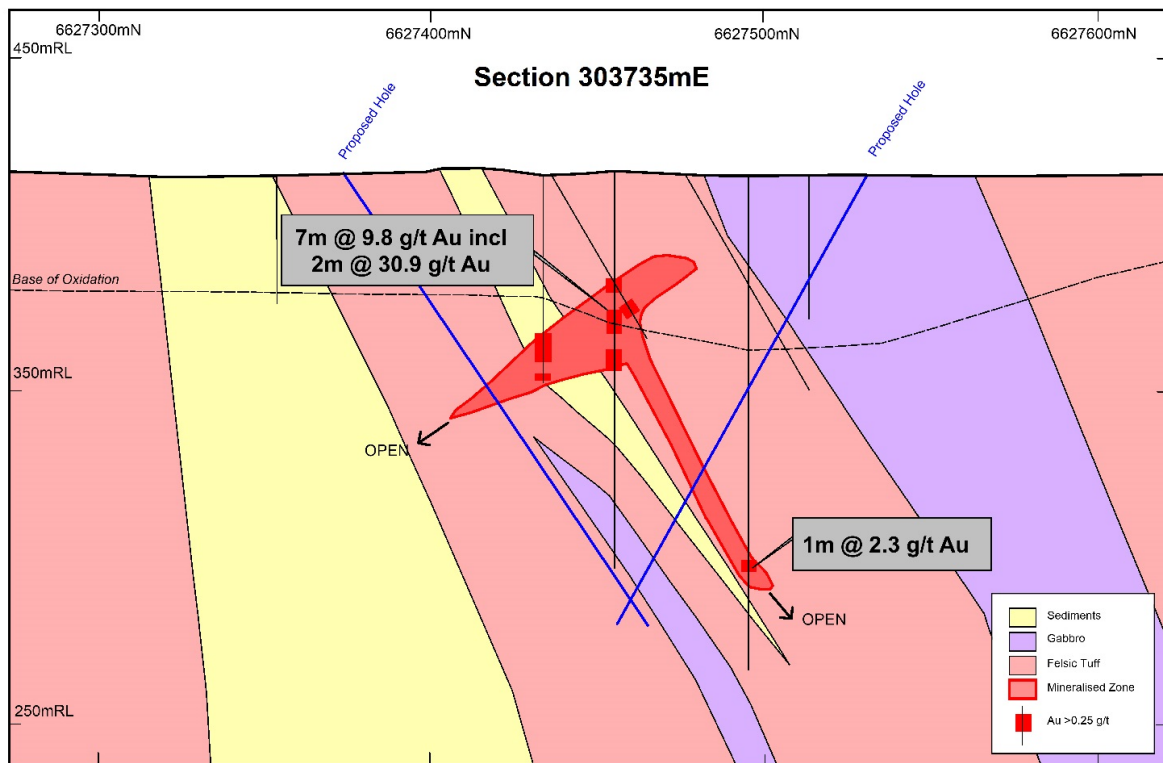 6627300mN
6627400mN
6627500mN
6627600mN
450mRL
Section 303735mE
Proposed Hole
Proposed Hole
7m @ 9.8 g/t Au incl
2m @ 30.9 g/t Au
Base of Oxidation
350mRL
OPEN
1m @ 2.3 g/t Au
OPEN
Sediments
Gabbro
Felsic Tuff
Mineralised Zone
Au >0.25 g/t
250mRL